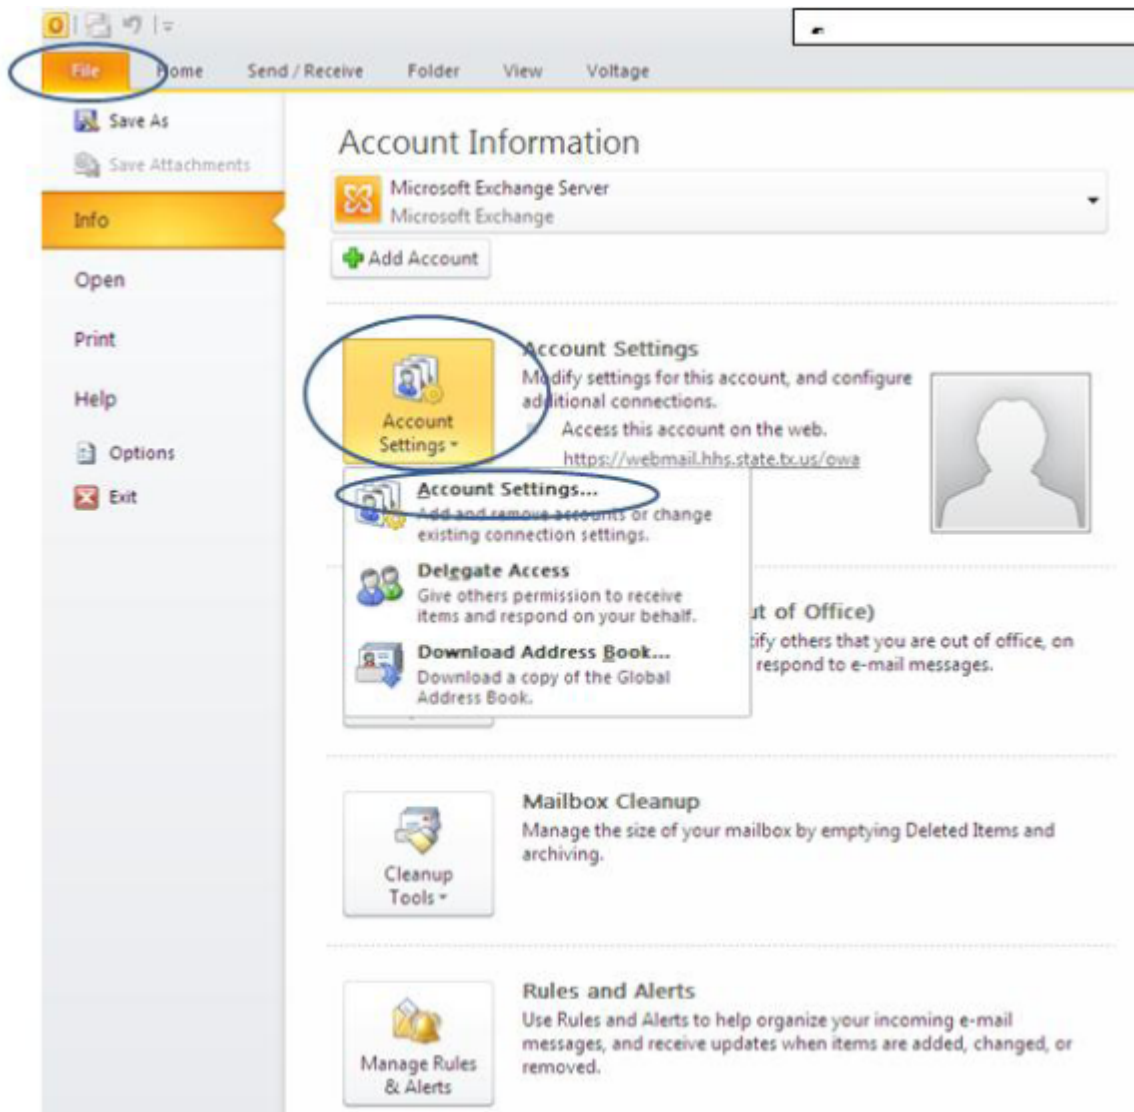 File Home Send / Receive Folder View Voltage
Save As
Save Attachments
Info
Open
Print
Help
Options
Exit
Account Information
Microsoft Exchange Server
Microsoft Exchange
Add Account
Account Settings
Account Settings
Modify settings for this account, and configure
additional connections.
Access this account on the web.
https://webmail.hhs.state.tx.us/owa
Account Settings...
Add and remove accounts or change
existing connection settings.
Delegate Access
Give others permission to receive
items and respond on your behalf.
Download Address Book...
Download a copy of the Global
Address Book.
of Office)
others that you are out of office, on
respond to e-mail messages.
Cleanup
Tools
Mailbox Cleanup
Manage the size of your mailbox by emptying Deleted Items and
archiving.
Manage Rules
& Alerts
Rules and Alerts
Use Rules and Alerts to help organize your incoming e-mail
messages, and receive updates when items are added, changed, or
removed.